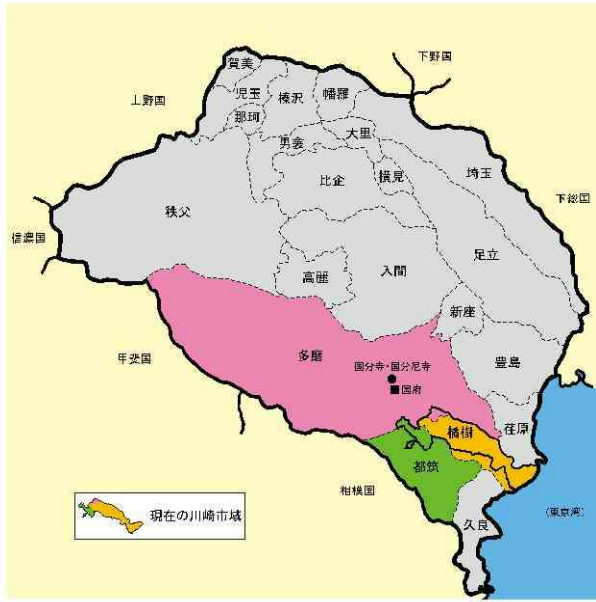 下野国
賀美
上野国
児玉
榛沢
幡羅
那珂
大里
男衾
埼玉
比企
横見
下総国
秩父
信濃国
足立
入間
高麗
新座
甲斐国
多磨
豊島
国分寺・国分尼寺
国府
荏原
橘樹
都筑
相模国
(東京湾)
現在の川崎市域
久良